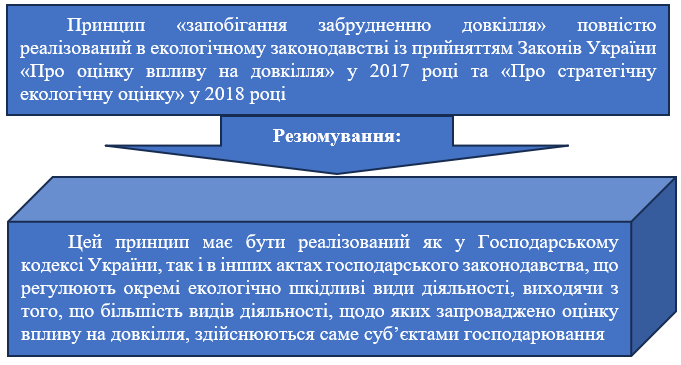 Принцип «запобігання забрудненню довкілля» повністю
реалізований в екологічному законодавстві із прийняттям Законів України
«Про оцінку впливу на довкілля» у 2017 році та «Про стратегічну
екологічну оцінку» у 2018 році
Резюмування:
Цей принцип має бути реалізований як у Господарському
кодексі України, так і в інших актах господарського законодавства, що
регулюють окремі екологічно шкідливі види діяльності, виходячи з
того, що більшість видів діяльності, щодо яких запроваджено оцінку
впливу на довкілля, здійснюються саме суб’єктами господарювання